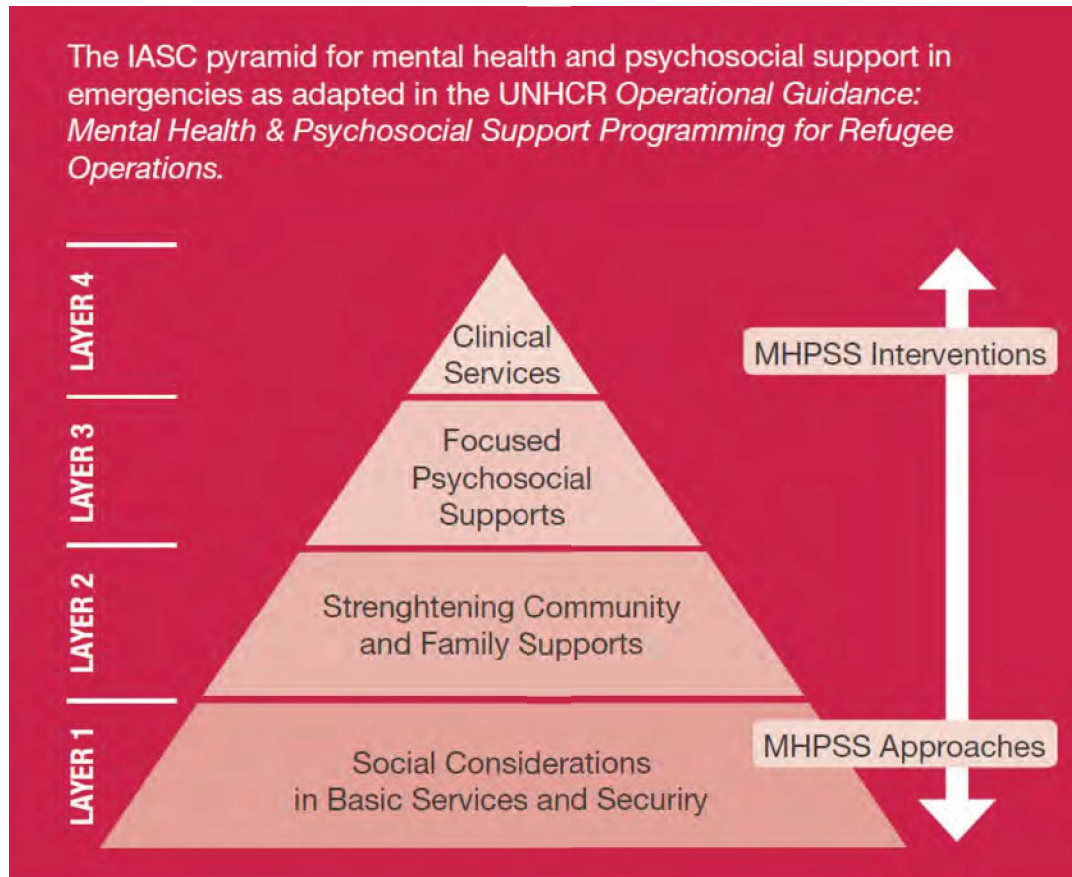 The IASC pyramid for mental health and psychosocial support in
emergencies as adapted in the UNHCR Operational Guidance:
Mental Health & Psychosocial Support Programming for Refugee
Operations.
LAYER 4
Clinical
Services
MHPSS Interventions
LAYER 3
Focused
Psychosocial
Supports
LAYER 2
Strenghtening Community
and Family Supports
LAYER 1
Social Considerations
in Basic Services and Securiry
MHPSS Approaches